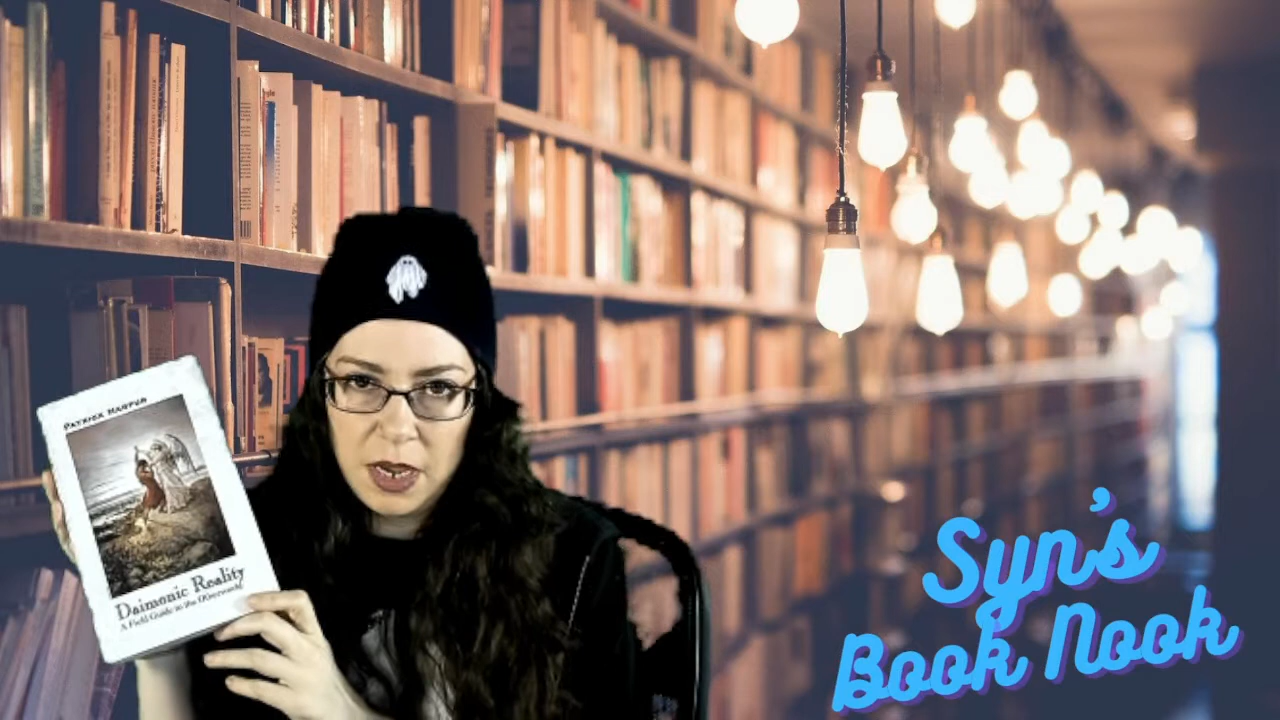 PATRICK HARPUR
Daimonic Reality
A Field Guide to the Otherworld
Syn's
Book Nook